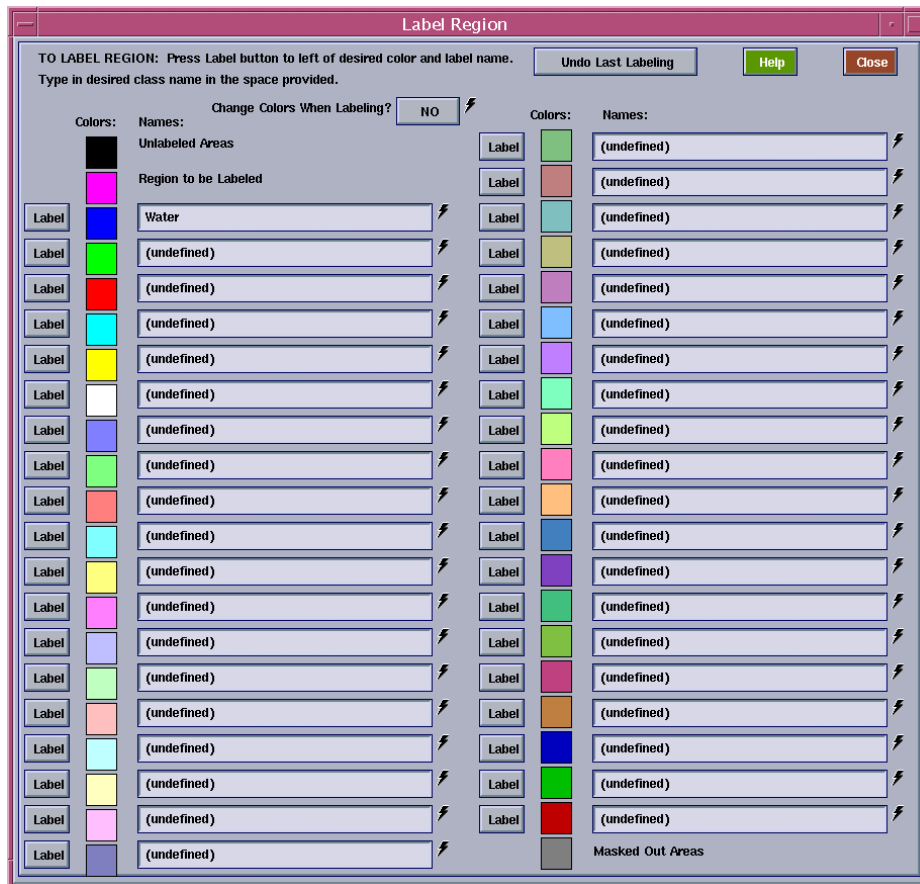 Label Region
TO LABEL REGION: Press Label button to left of desired color and label name.
Type in desired class name in the space provided.
Undo Last Labeling
Help
Close
Change Colors When Labeling?
NO
Colors:
Names:
Unlabeled Areas
Region to be Labeled
Label
Water
Label
(undefined)
Label
(undefined)
Label
(undefined)
Label
(undefined)
Label
(undefined)
Label
(undefined)
Label
(undefined)
Label
(undefined)
Label
(undefined)
Label
(undefined)
Label
(undefined)
Label
(undefined)
Label
(undefined)
Label
(undefined)
Label
(undefined)
Label
(undefined)
Label
(undefined)
Label
(undefined)
Colors:
Names:
Label
(undefined)
Label
(undefined)
Label
(undefined)
Label
(undefined)
Label
(undefined)
Label
(undefined)
Label
(undefined)
Label
(undefined)
Label
(undefined)
Label
(undefined)
Label
(undefined)
Label
(undefined)
Label
(undefined)
Label
(undefined)
Label
(undefined)
Label
(undefined)
Label
(undefined)
Label
(undefined)
Label
(undefined)
Label
(undefined)
Masked Out Areas